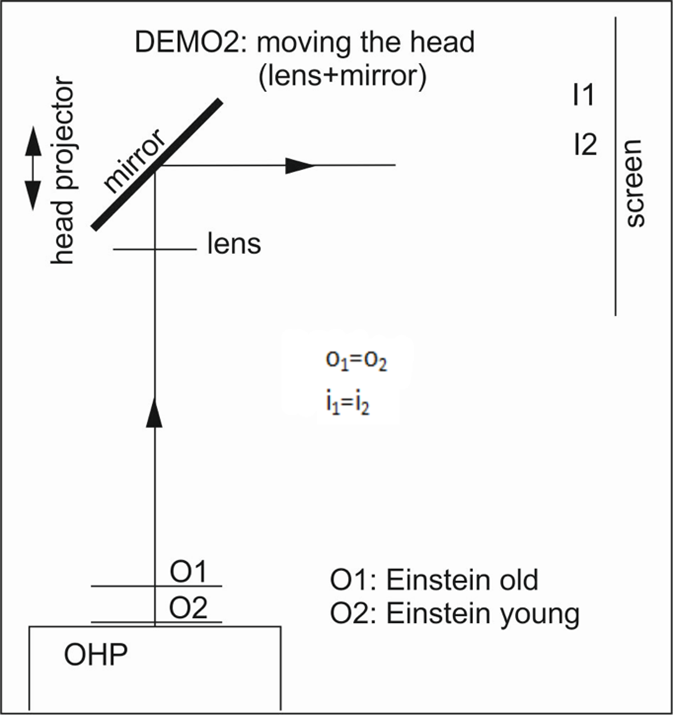 DEMO2: moving the head
(lens+mirror)
head projector
mirror
I1
I2
screen
lens
o₁=o₂
i₁=i₂
O1
O2
OHP
O1: Einstein old
O2: Einstein young